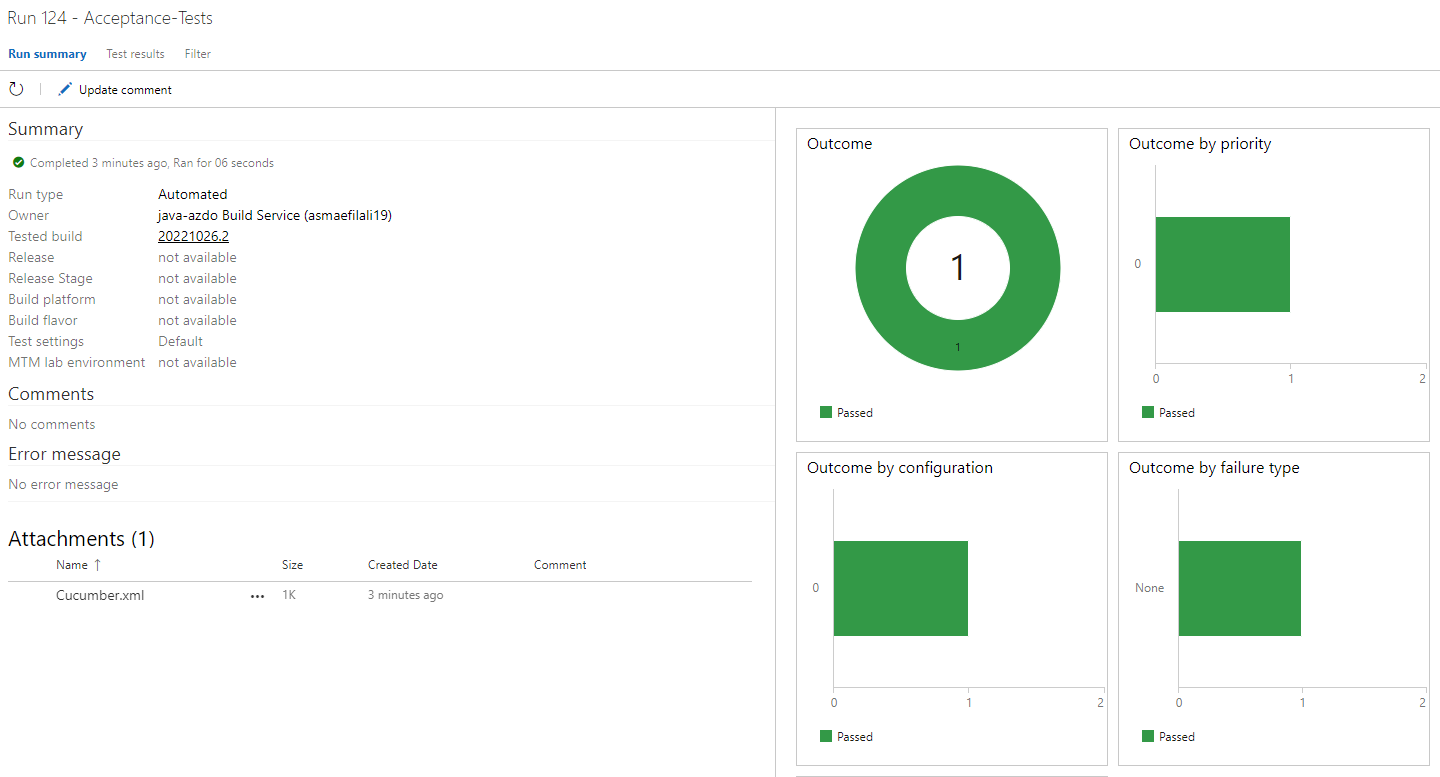 Run 124 - Acceptance-Tests
Run summary Test results Filter
Update comment
Summary
Completed 3 minutes ago, Ran for 06 seconds
Run type Automated
Owner java-azdo Build Service (asmaefilali19)
Tested build 20221026.2
Release not available
Release Stage not available
Build platform not available
Build flavor not available
Test settings Default
MTM lab environment not available
Comments
No comments
Error message
No error message
Attachments (1)
Name ↑ Size Created Date Comment
Cucumber.xml ... 1K 3 minutes ago
Outcome
1
1
Passed
Outcome by priority
0
0 1 2
Passed
Outcome by configuration
0
0 1 2
Passed
Outcome by failure type
None
0 1 2
Passed